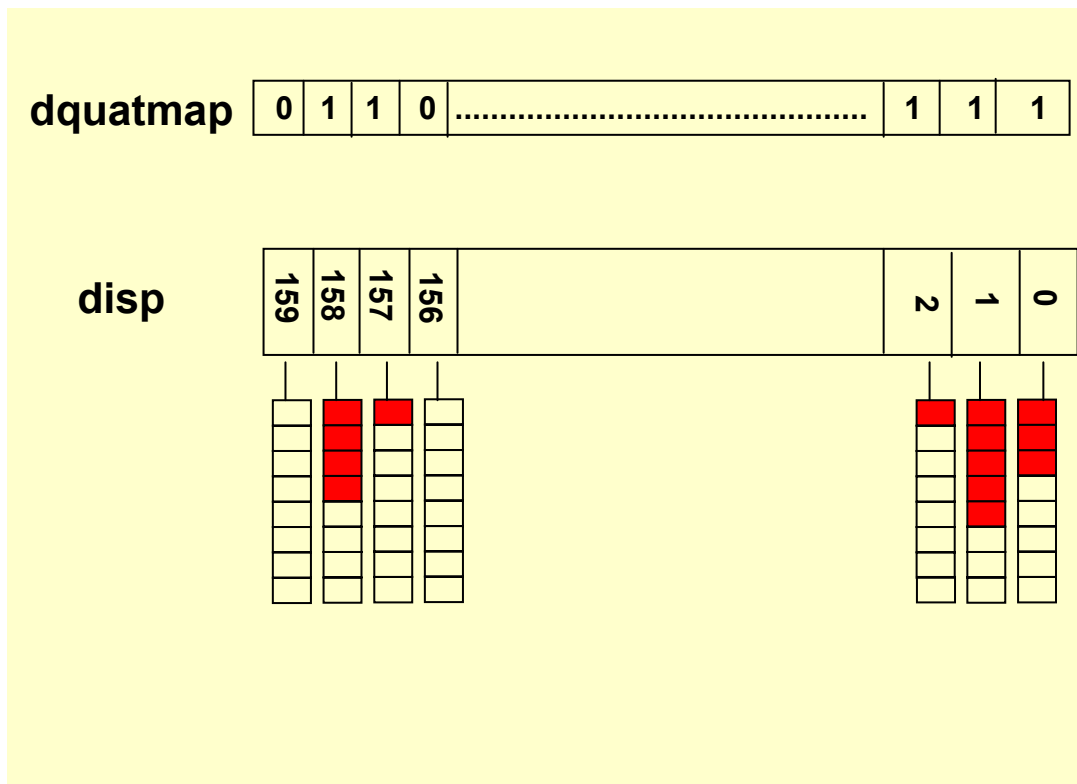 dquatmap 0 1 1 0 ............................................... 1 1 1
disp 159 158 157 156 2 1 0